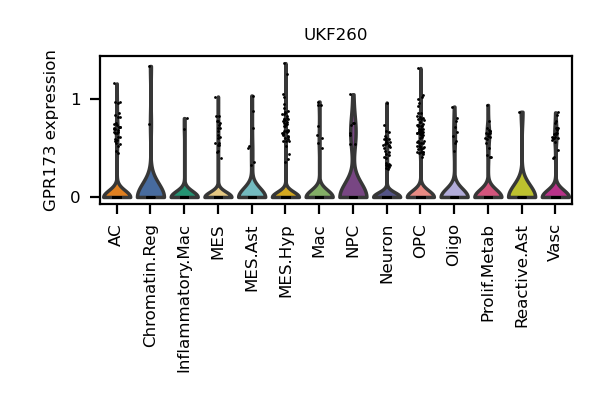 UKF260
GPR173 expression
1
0
AC
Chromatin.Reg
Inflammatory.Mac
MES
MES.Ast
MES.Hyp
Mac
NPC
Neuron
OPC
Oligo
Prolif.Metab
Reactive.Ast
Vasc